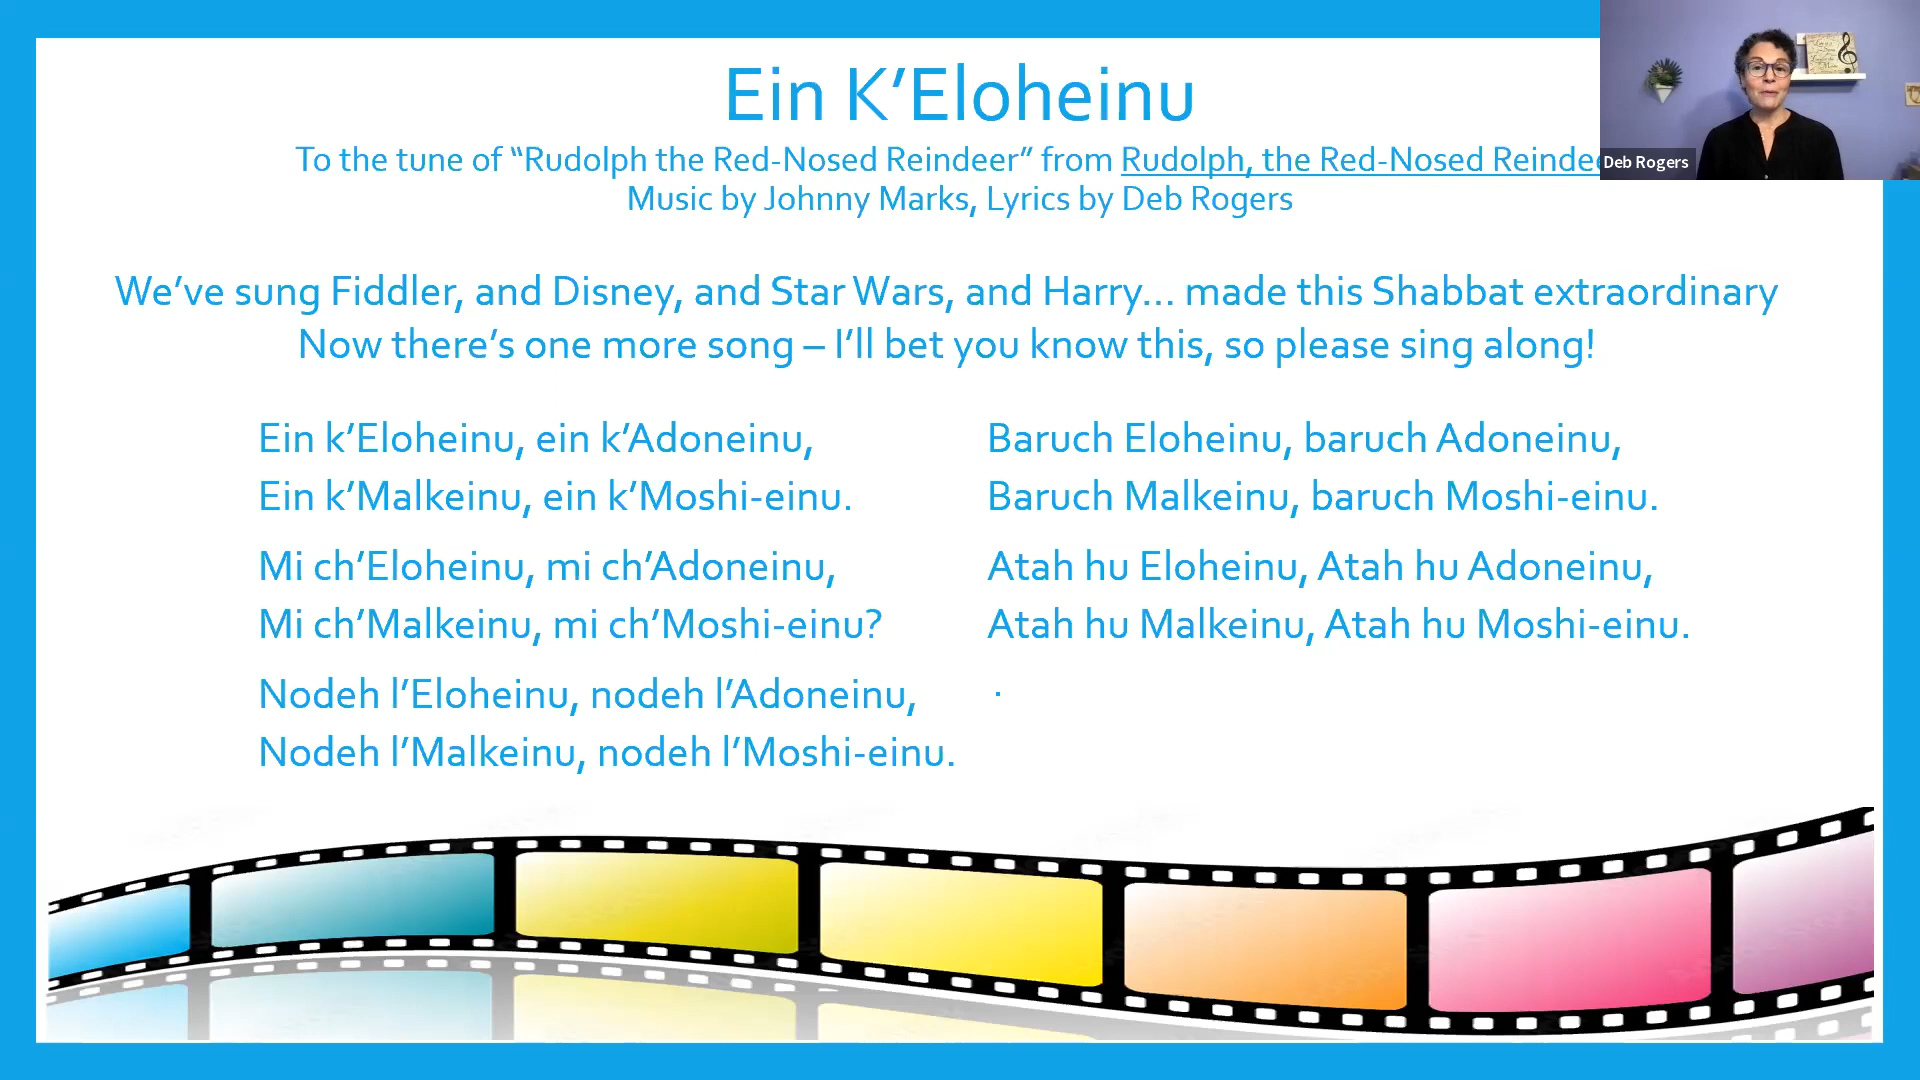 Ein K’Eloheinu
To the tune of “Rudolph the Red-Nosed Reindeer” from Rudolph, the Red-Nosed
Music by Johnny Marks, Lyrics by Deb Rogers
Deb Rogers
We’ve sung Fiddler, and Disney, and Star Wars, and Harry... made this Shabbat extraordinary
Now there’s one more song – I’ll bet you know this, so please sing along!
Ein k’Eloheinu, ein k’Adoneinu,
Ein k’Malkeinu, ein k’Moshi-einu.
Mi ch’Eloheinu, mi ch’Adoneinu,
Mi ch’Malkeinu, mi ch’Moshi-einu?
Nodeh l’Eloheinu, nodeh l’Adoneinu,
Nodeh l’Malkeinu, nodeh l’Moshi-einu.
Baruch Eloheinu, baruch Adoneinu,
Baruch Malkeinu, baruch Moshi-einu.
Atah hu Eloheinu, Atah hu Adoneinu,
Atah hu Malkeinu, Atah hu Moshi-einu.